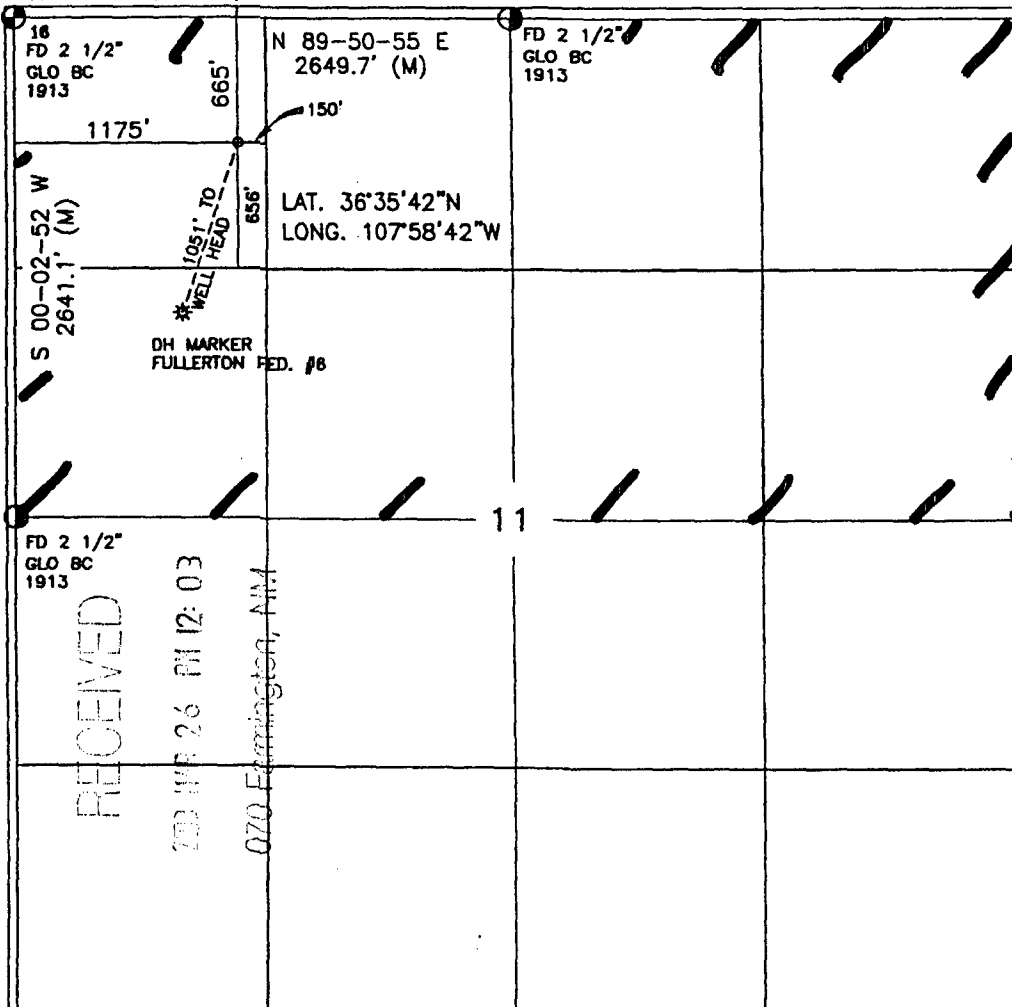 16
FD 2 1/2"
GLO BC
1913
N 89-50-55 E
2649.7' (M)
FD 2 1/2"
GLO BC
1913
665'
150'
1175'
656'
LAT. 36°35'42"N
LONG. 107°58'42"W
1051' TO
WELL HEAD
S 00-02-52 W
2641.1' (M)
DH MARKER
FULLERTON FED. #6
11
FD 2 1/2"
GLO BC
1913
RECEIVED
26 PM 12: 03
070 Farmington, NM